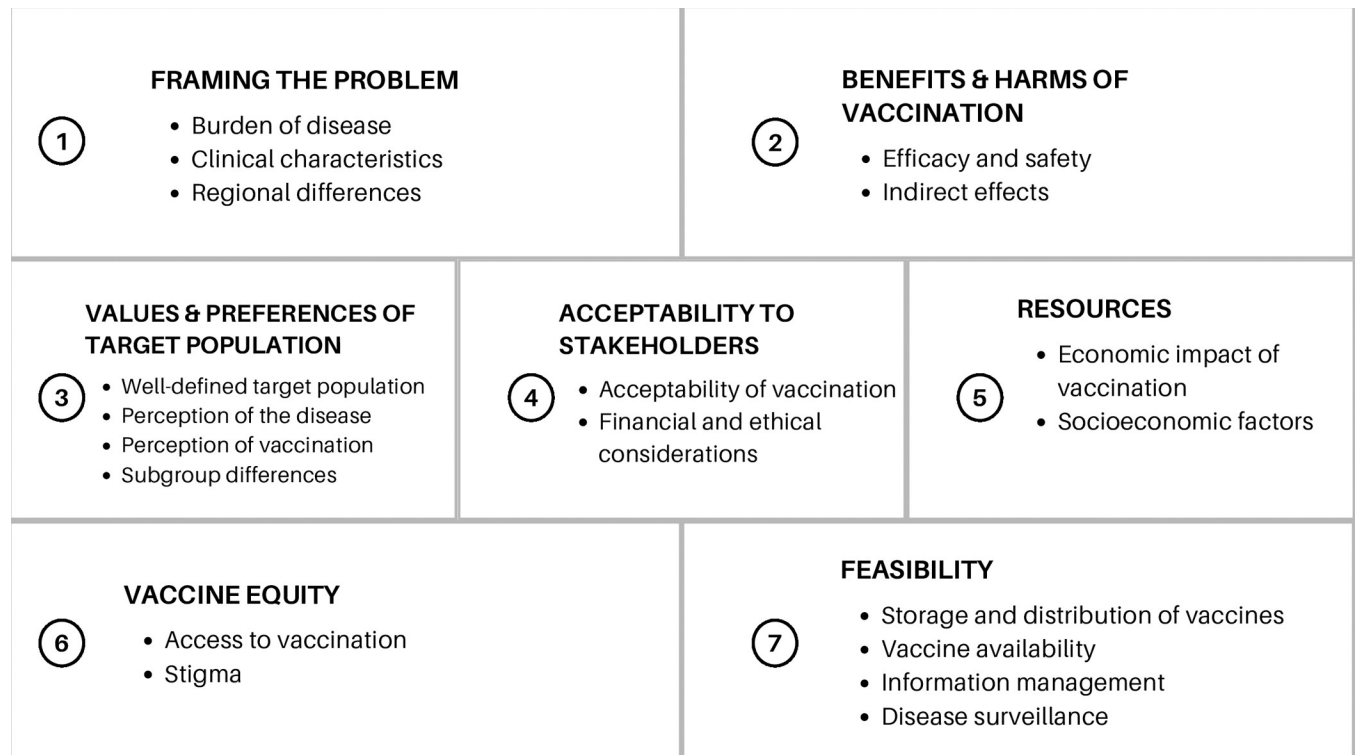 FRAMING THE PROBLEM
1
• Burden of disease
• Clinical characteristics
• Regional differences
BENEFITS & HARMS OF
VACCINATION
2
• Efficacy and safety
• Indirect effects
VALUES & PREFERENCES OF
TARGET POPULATION
3
• Well-defined target population
• Perception of the disease
• Perception of vaccination
• Subgroup differences
ACCEPTABILITY TO
STAKEHOLDERS
4
• Acceptability of vaccination
• Financial and ethical
considerations
RESOURCES
5
• Economic impact of
vaccination
• Socioeconomic factors
VACCINE EQUITY
6
• Access to vaccination
• Stigma
FEASIBILITY
7
• Storage and distribution of vaccines
• Vaccine availability
• Information management
• Disease surveillance